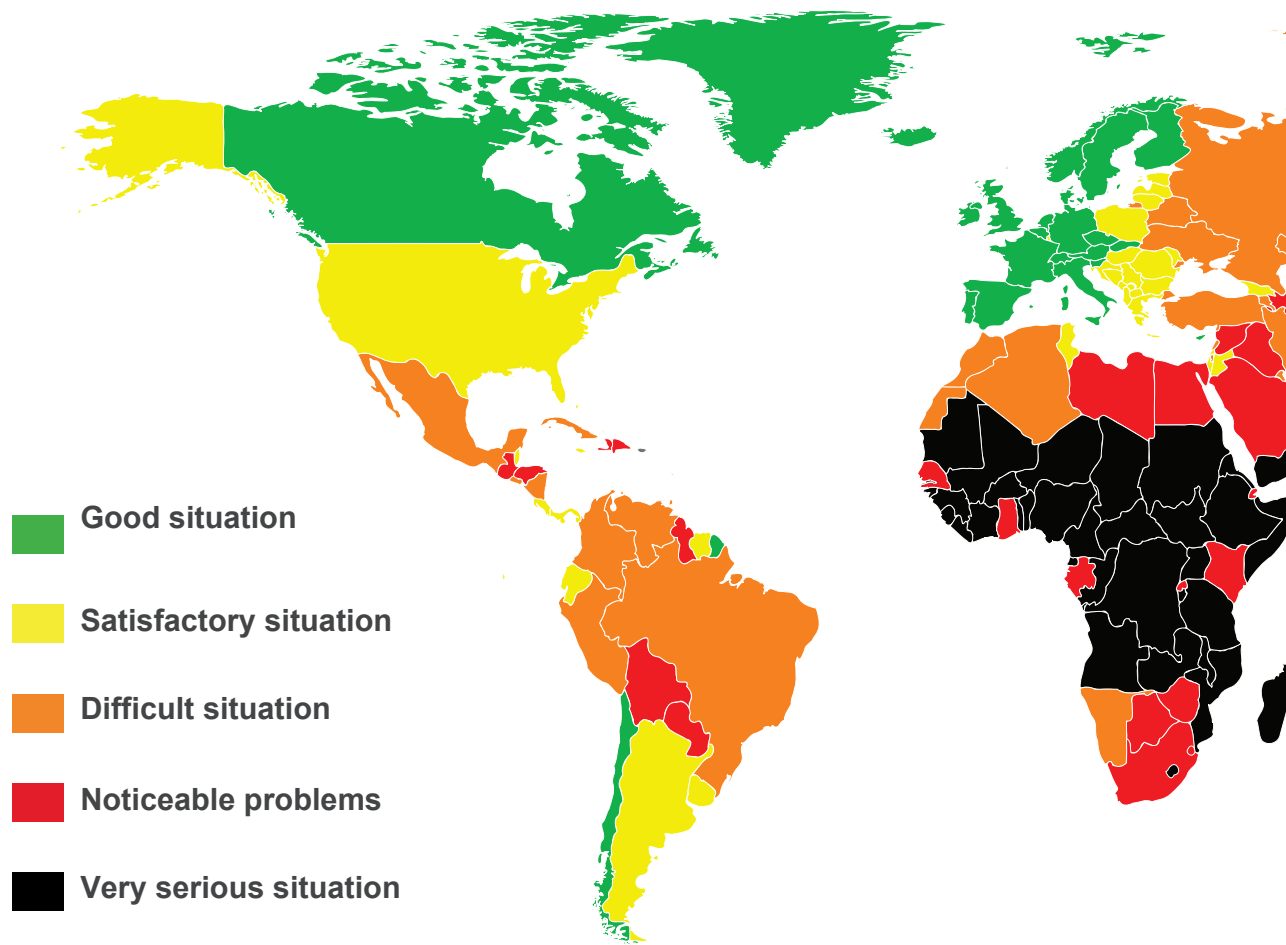 Good situation
Satisfactory situation
Difficult situation
Noticeable problems
Very serious situation